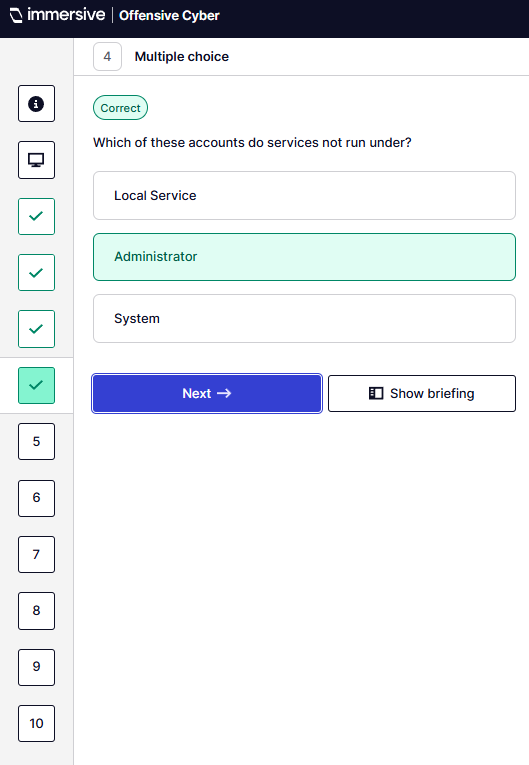 immersive | Offensive Cyber
4 Multiple choice
Correct
Which of these accounts do services not run under?
Local Service
Administrator
System
Next →
Show briefing
5
6
7
8
9
10